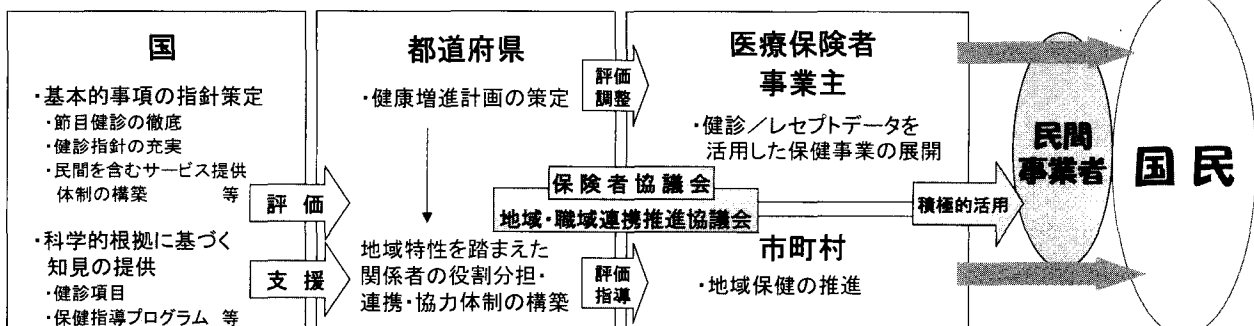 国
・基本的事項の指針策定
・節目健診の徹底
・健診指針の充実
・民間を含むサービス提供
体制の構築 等
・科学的根拠に基づく
知見の提供
・健診項目
・保健指導プログラム 等
評 価
支 援
都道府県
・健康増進計画の策定
地域特性を踏まえた
関係者の役割分担・
連携・協力体制の構築
評価
調整
保険者協議会
地域・職域連携推進協議会
評価
指導
医療保険者
事業主
・健診/レセプトデータを
活用した保健事業の展開
市町村
・地域保健の推進
積極的活用
民間
事業者
国民